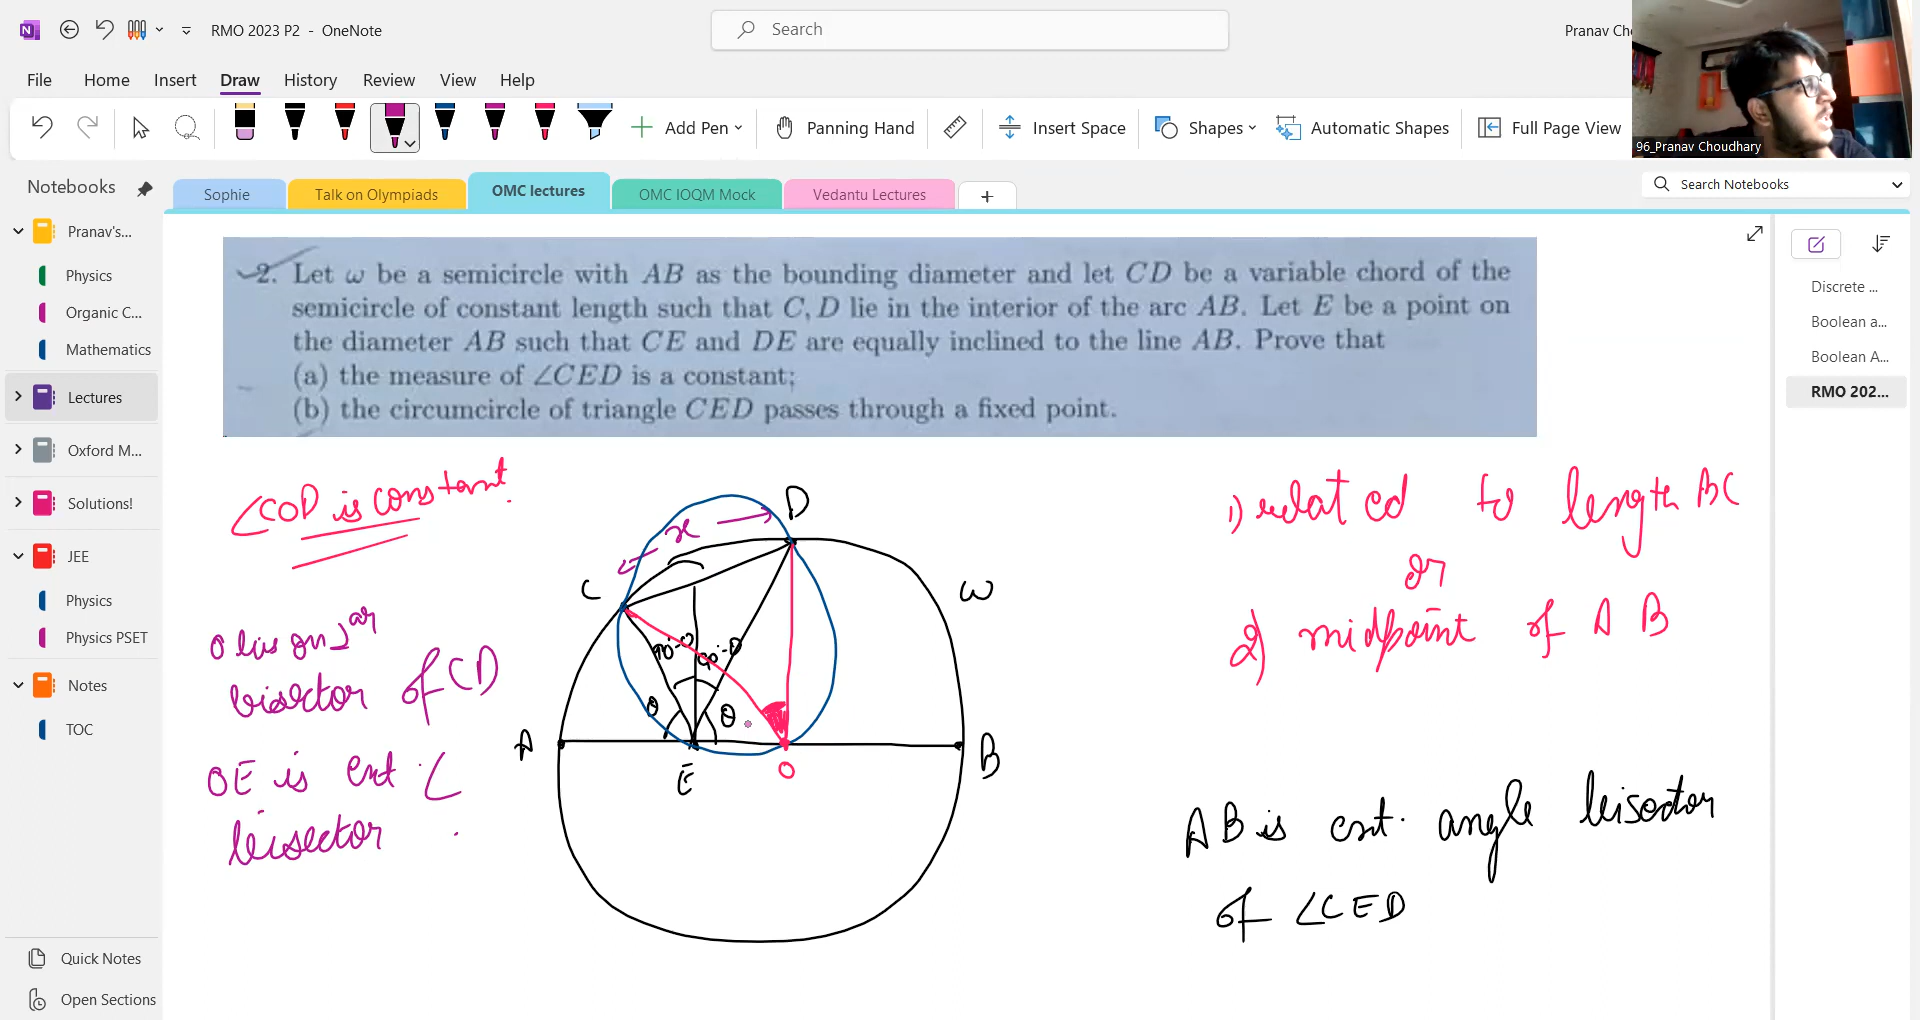 RMO 2023 P2 - OneNote
Search
Pranav Cho
File Home Insert Draw History Review View Help
Add Pen
Panning Hand
Insert Space
Shapes
Automatic Shapes
Full Page View
96_Pranav Choudhary
Notebooks
Sophie
Talk on Olympiads
OMC lectures
OMC IOQM Mock
Vedantu Lectures
+
Search Notebooks
Pranav's...
Physics
Organic C...
Mathematics
Lectures
Oxford M...
Solutions!
JEE
Physics
Physics PSET
Notes
TOC
Quick Notes
Open Sections
Discrete ...
Boolean a...
Boolean A...
RMO 202...
2. Let ω be a semicircle with AB as the bounding diameter and let CD be a variable chord of the
semicircle of constant length such that C, D lie in the interior of the arc AB. Let E be a point on
the diameter AB such that CE and DE are equally inclined to the line AB. Prove that
(a) the measure of ∠CED is a constant;
(b) the circumcircle of triangle CED passes through a fixed point.
∠COD is constant.
O lies on ⊥ar
bisector of CD
OE is ext. ∠
bisector
D
x
C
ω
90°-θ
90°-θ
θ
θ
A
E
O
B
1) related to length BC
or
2) midpoint of AB
AB is ext. angle bisector
of ∠CED